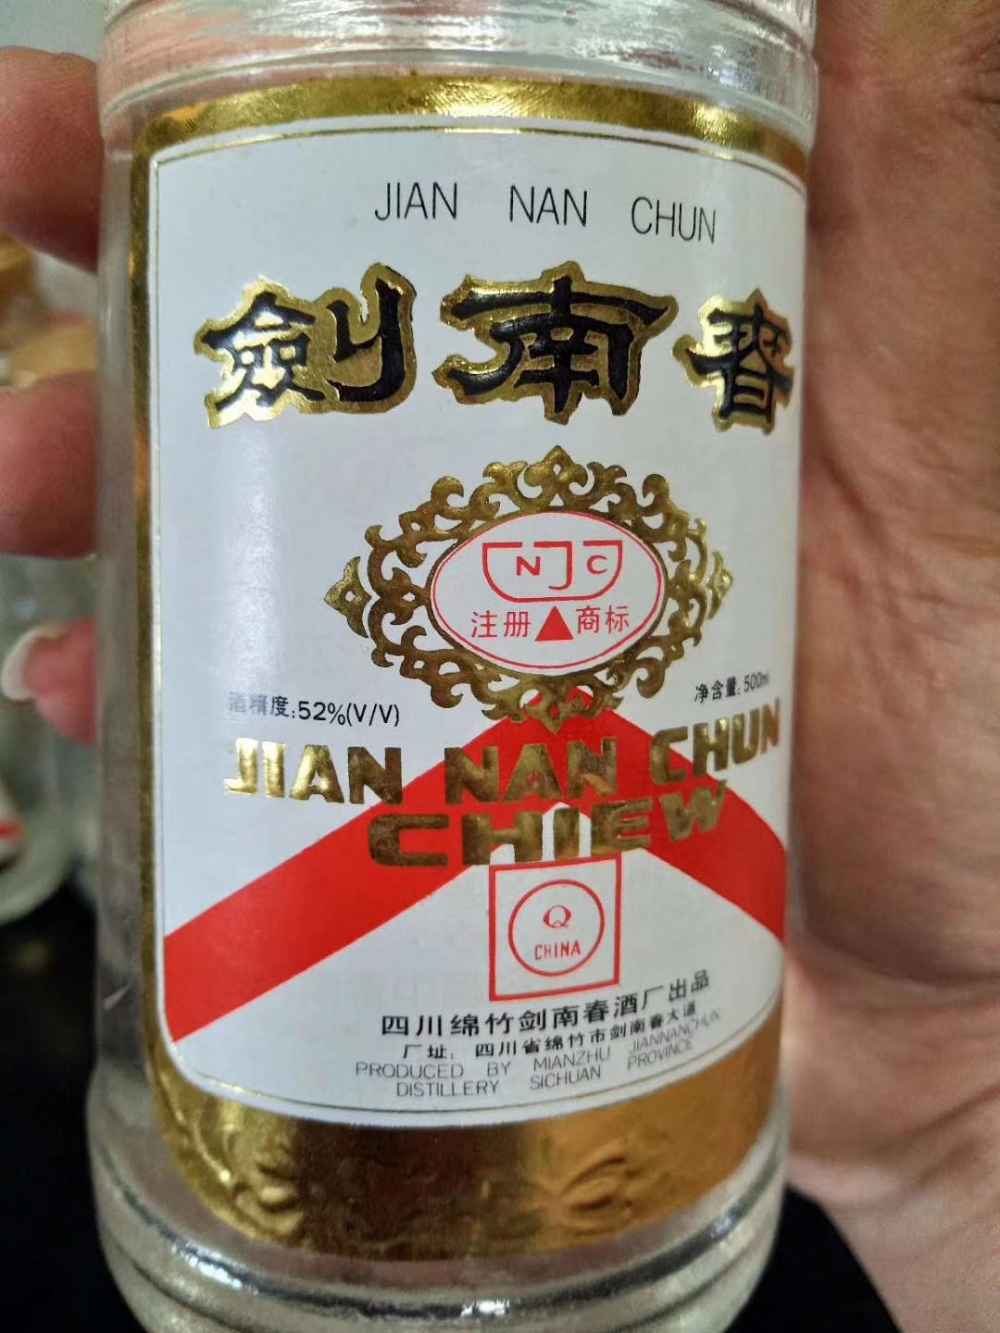 JIAN NAN CHUN
劍南春
NJC
注册 商标
酒精度:52%(V/V)
净含量:500ml
JIAN NAN CHUN
CHIEW
Q
CHINA
四川绵竹剑南春酒厂出品
厂址: 四川省绵竹市剑南春大道
PRODUCED BY MIANZHU JIANNANCHUN
DISTILLERY SICHUAN PROVINCE